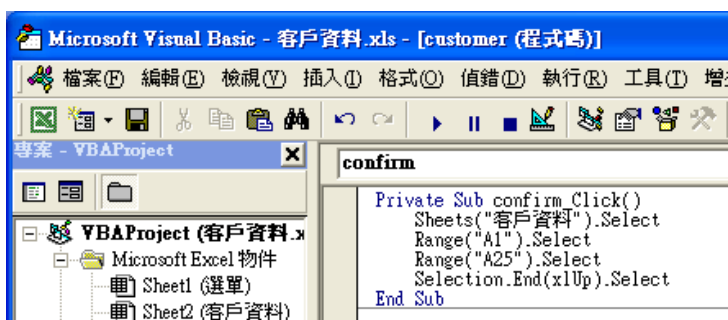 Microsoft Visual Basic - 客戶資料.xls - [customer (程式碼)]
檔案(F) 編輯(E) 檢視(V) 插入(I) 格式(O) 偵錯(D) 執行(R) 工具(T)
專案 - VBAProject
confirm
Private Sub confirm_Click()
Sheets("客戶資料").Select
Range("A1").Select
Range("A25").Select
Selection.End(xlUp).Select
End Sub
VBAProject (客戶資料.x
Microsoft Excel 物件
Sheet1 (選單)
Sheet2 (客戶資料)